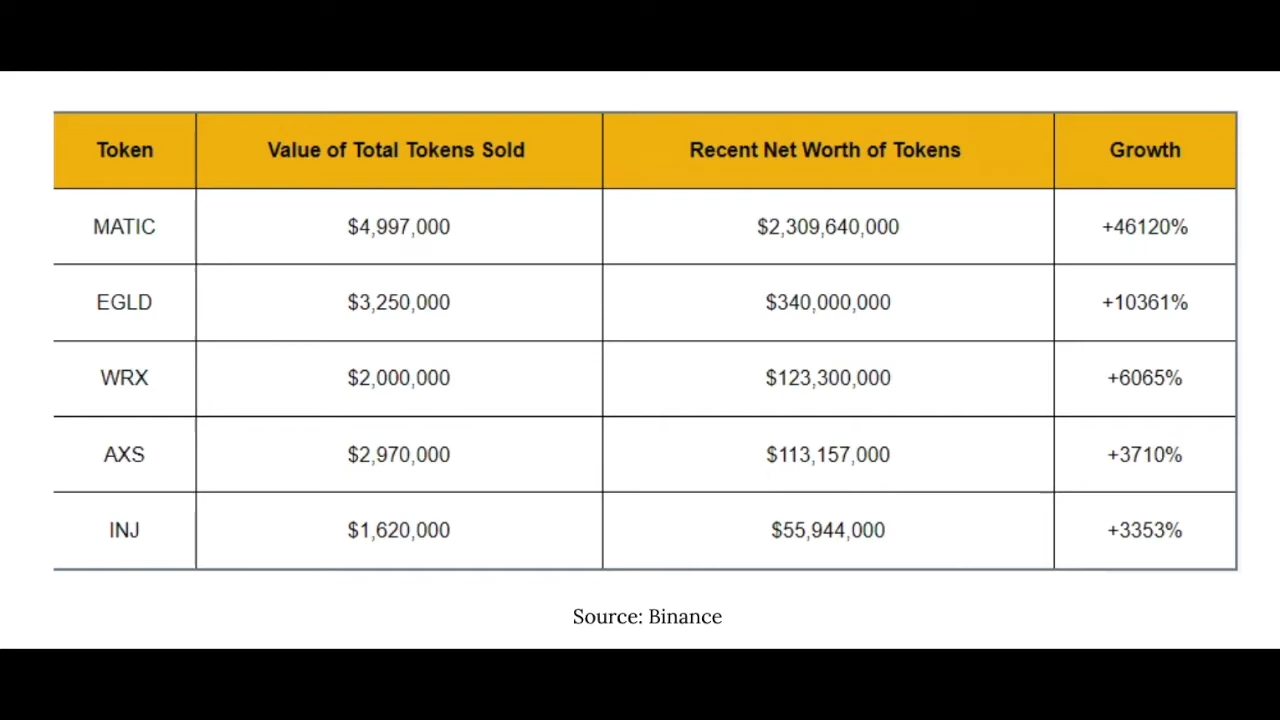 Token Value of Total Tokens Sold Recent Net Worth of Tokens Growth
MATIC $4,997,000 $2,309,640,000 +46120%
EGLD $3,250,000 $340,000,000 +10361%
WRX $2,000,000 $123,300,000 +6065%
AXS $2,970,000 $113,157,000 +3710%
INJ $1,620,000 $55,944,000 +3353%
Source: Binance